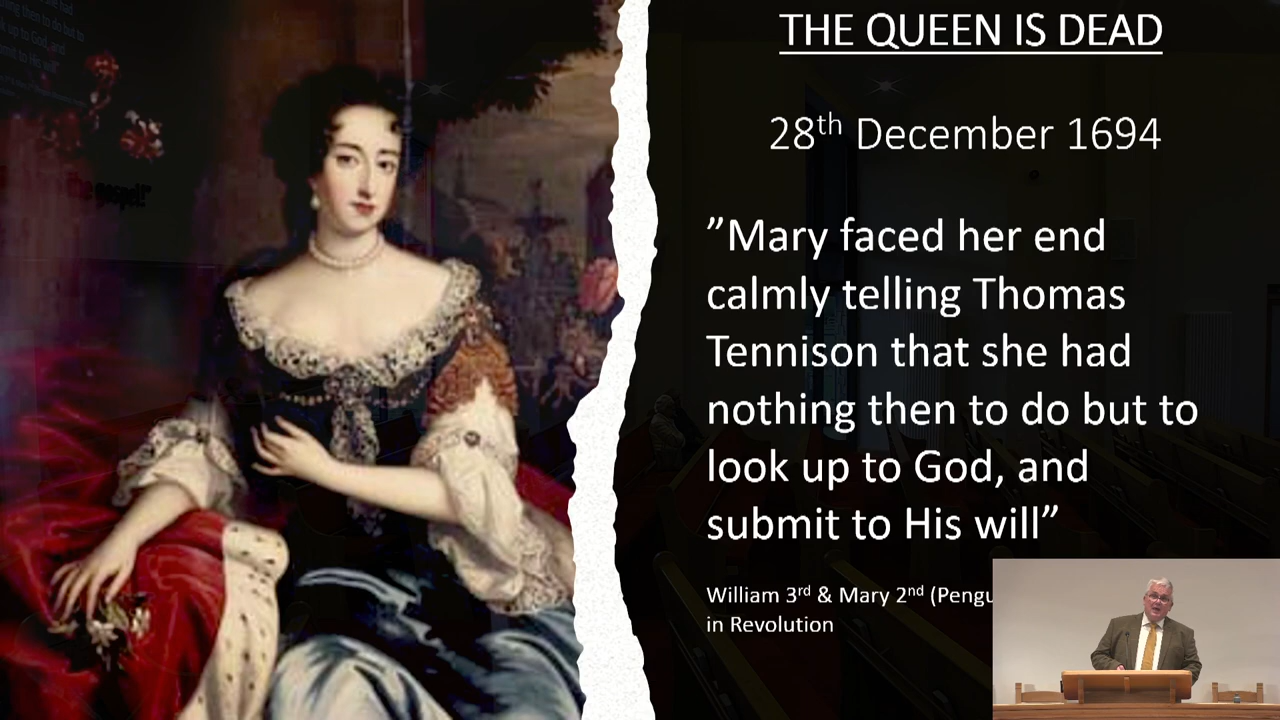 THE QUEEN IS DEAD
28th December 1694
”Mary faced her end
calmly telling Thomas
Tennison that she had
nothing then to do but to
look up to God, and
submit to His will”
William 3rd & Mary 2nd
in Revolution
gospel!”